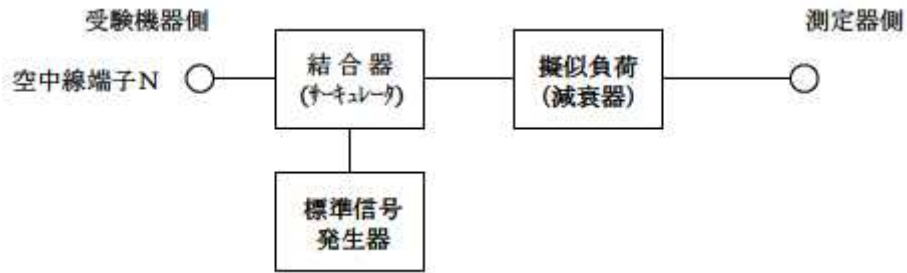 受験機器側
測定器側
空中線端子N
結合器
(ｻｰｷｭﾚｰﾀ)
擬似負荷
(減衰器)
標準信号
発生器